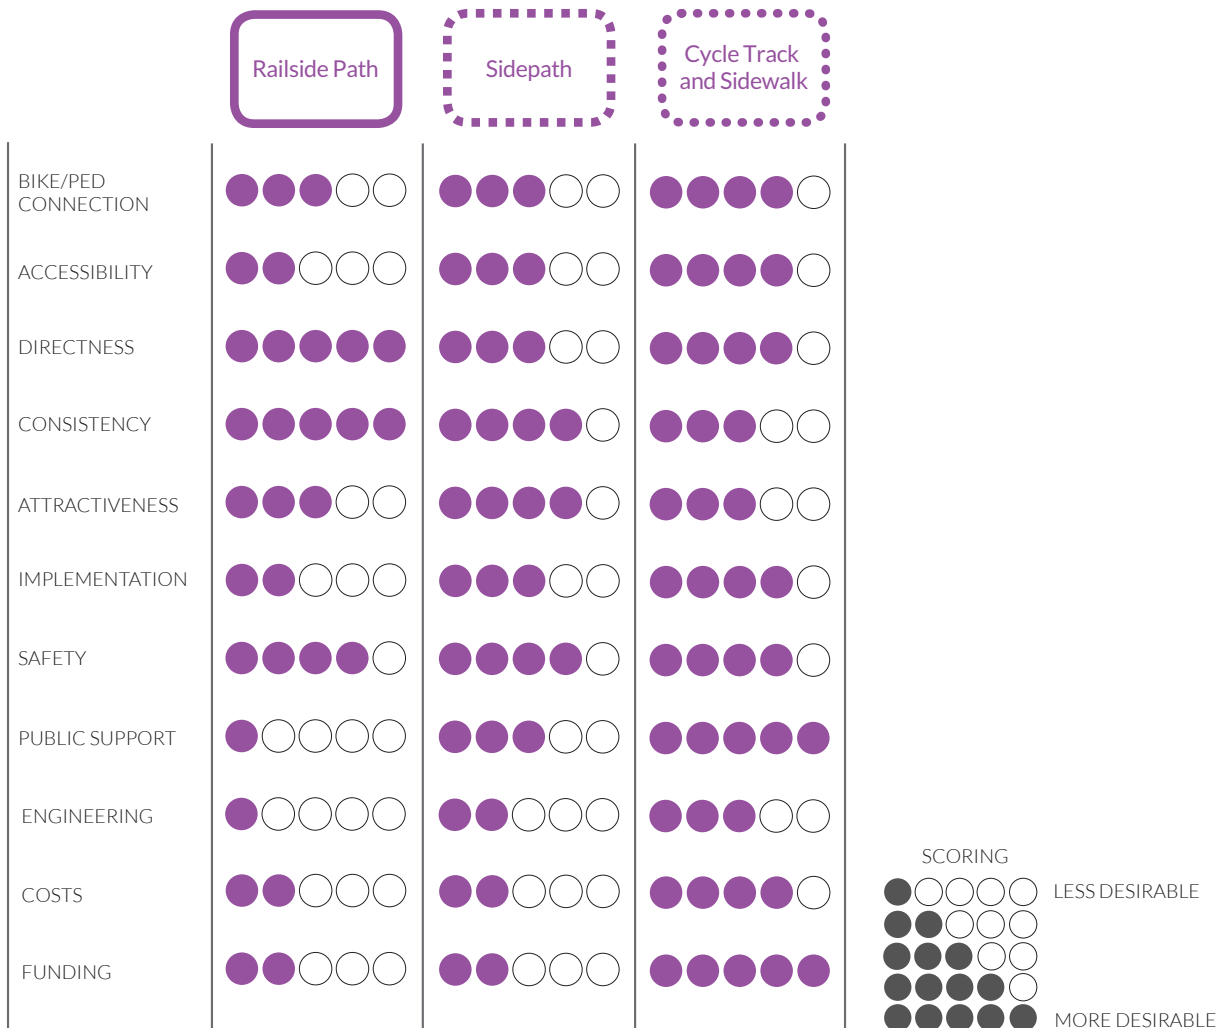 Railside Path
Sidepath
Cycle Track
and Sidewalk
BIKE/PED
CONNECTION
ACCESSIBILITY
DIRECTNESS
CONSISTENCY
ATTRACTIVENESS
IMPLEMENTATION
SAFETY
PUBLIC SUPPORT
ENGINEERING
COSTS
FUNDING
SCORING
LESS DESIRABLE
MORE DESIRABLE